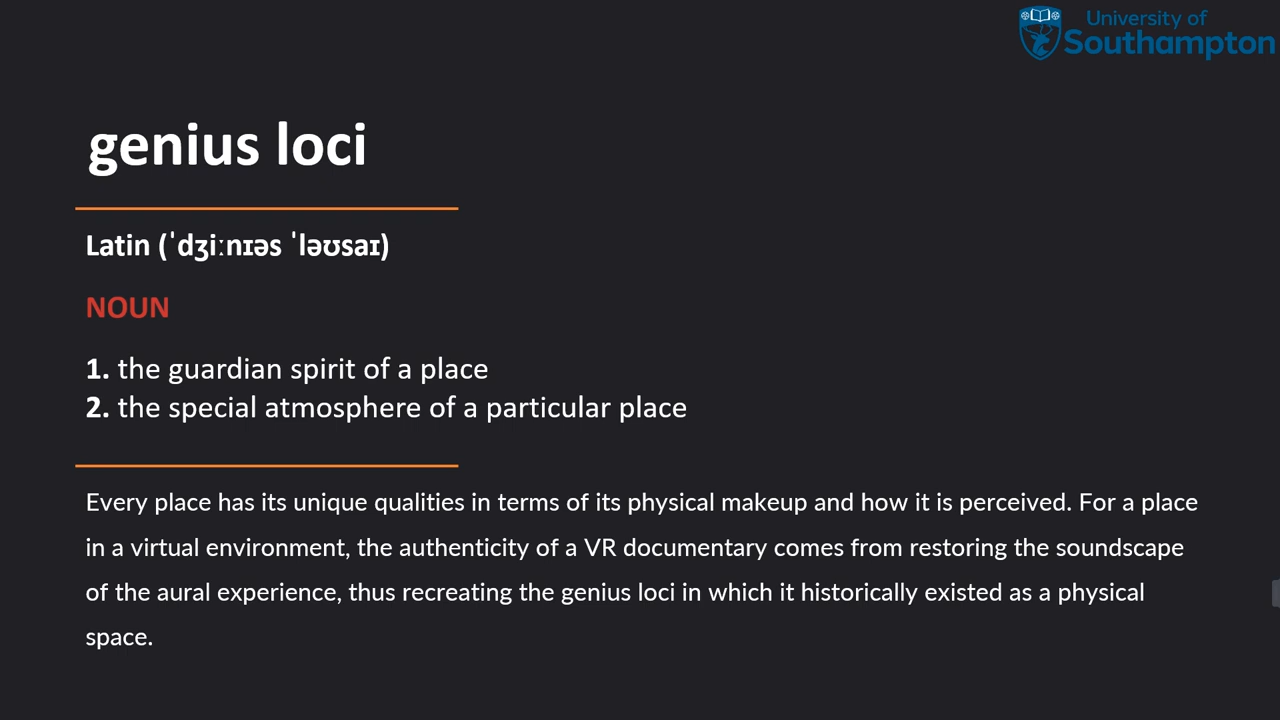 University of
Southampton
genius loci
Latin (ˈdʒiːnɪəs ˈləʊsaɪ)
NOUN
1. the guardian spirit of a place
2. the special atmosphere of a particular place
Every place has its unique qualities in terms of its physical makeup and how it is perceived. For a place
in a virtual environment, the authenticity of a VR documentary comes from restoring the soundscape
of the aural experience, thus recreating the genius loci in which it historically existed as a physical
space.